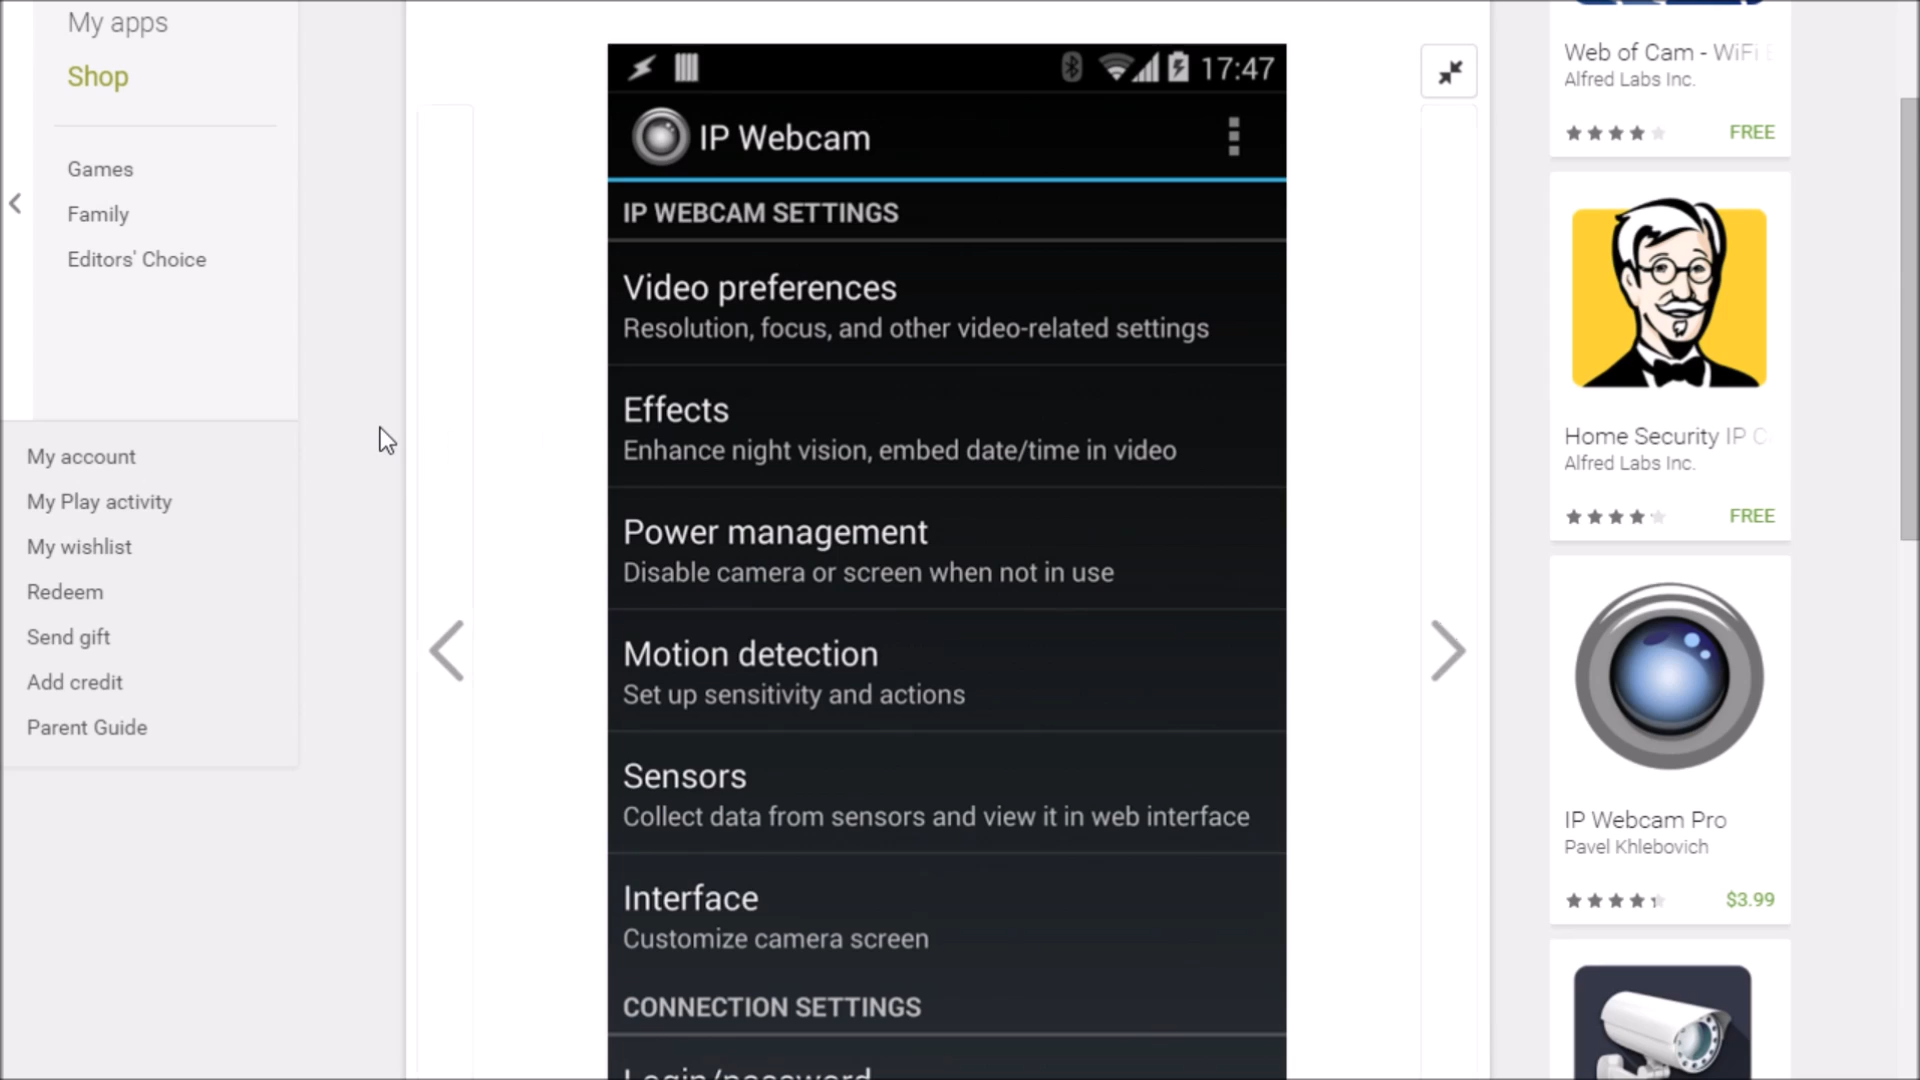 My apps
Shop
Games
Family
Editors' Choice
My account
My Play activity
My wishlist
Redeem
Send gift
Add credit
Parent Guide
17:47
IP Webcam
IP WEBCAM SETTINGS
Video preferences
Resolution, focus, and other video-related settings
Effects
Enhance night vision, embed date/time in video
Power management
Disable camera or screen when not in use
Motion detection
Set up sensitivity and actions
Sensors
Collect data from sensors and view it in web interface
Interface
Customize camera screen
CONNECTION SETTINGS
Login/password
Web of Cam - WiFi
Alfred Labs Inc.
FREE
Home Security IP
Alfred Labs Inc.
FREE
IP Webcam Pro
Pavel Khlebovich
$3.99